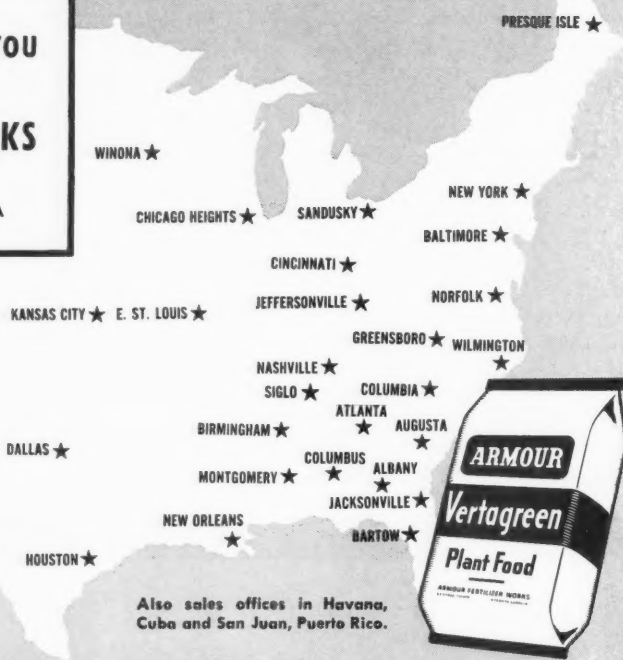 YOU
KS
PRESQUE ISLE
WINONA
NEW YORK
CHICAGO HEIGHTS
SANDUSKY
BALTIMORE
CINCINNATI
KANSAS CITY
E. ST. LOUIS
JEFFERSONVILLE
NORFOLK
GREENSBORO
WILMINGTON
NASHVILLE
SIGLO
COLUMBIA
ATLANTA
BIRMINGHAM
AUGUSTA
DALLAS
COLUMBUS
MONTGOMERY
ALBANY
JACKSONVILLE
NEW ORLEANS
BARTOW
HOUSTON
ARMOUR
Vertagreen
Plant Food
ARMOUR FERTILIZER WORKS
Also sales offices in Havana,
Cuba and San Juan, Puerto Rico.